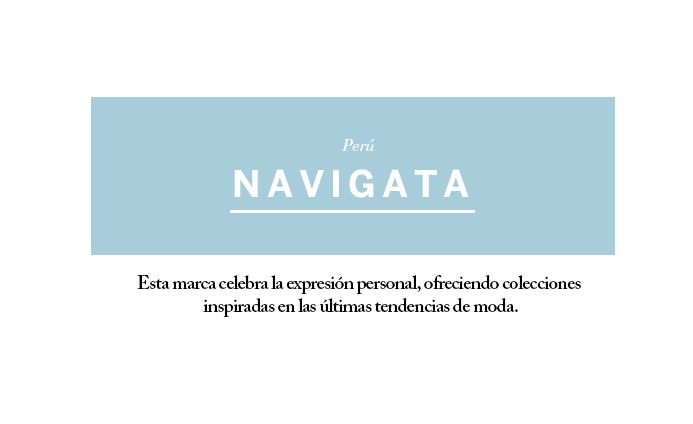 Perú
NAVIGATA
Esta marca celebra la expresión personal, ofreciendo colecciones
inspiradas en las últimas tendencias de moda.